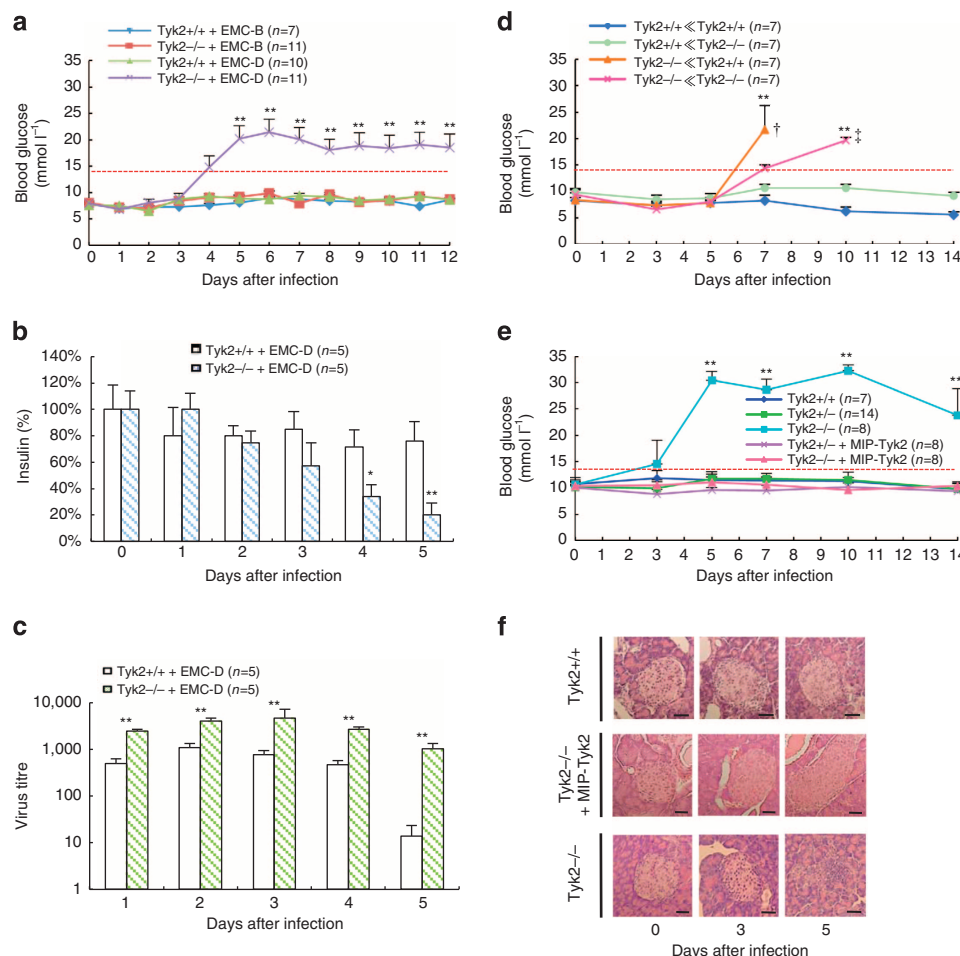 a
Tyk2+/+ + EMC-B (n=7)
Tyk2−/− + EMC-B (n=11)
Tyk2+/+ + EMC-D (n=10)
Tyk2−/− + EMC-D (n=11)
35
30
25
20
15
10
5
0
Blood glucose
(mmol l−1)
** ** ** ** ** ** ** **
0 1 2 3 4 5 6 7 8 9 10 11 12
Days after infection
b
Tyk2+/+ + EMC-D (n=5)
Tyk2−/− + EMC-D (n=5)
140%
120%
100%
80%
60%
40%
20%
0%
Insulin (%)
*
**
0 1 2 3 4 5
Days after infection
c
Tyk2+/+ + EMC-D (n=5)
Tyk2−/− + EMC-D (n=5)
10,000
1,000
100
10
1
Virus titre
** ** ** ** **
1 2 3 4 5
Days after infection
d
Tyk2+/+ ≪ Tyk2+/+ (n=7)
Tyk2+/+ ≪ Tyk2−/− (n=7)
Tyk2−/− ≪ Tyk2+/+ (n=7)
Tyk2−/− ≪ Tyk2−/− (n=7)
35
30
25
20
15
10
5
0
Blood glucose
(mmol l−1)
** †
** ‡
0 1 2 3 4 5 6 7 8 9 10 11 12 13 14
Days after infection
e
35
30
25
20
15
10
5
0
Blood glucose
(mmol l−1)
** ** ** **
Tyk2+/+ (n=7)
Tyk2+/− (n=14)
Tyk2−/− (n=8)
Tyk2+/− + MIP-Tyk2 (n=8)
Tyk2−/− + MIP-Tyk2 (n=8)
0 1 2 3 4 5 6 7 8 9 10 11 12 13 14
Days after infection
f
Tyk2+/+
Tyk2−/−
+ MIP-Tyk2
Tyk2−/−
0 3 5
Days after infection